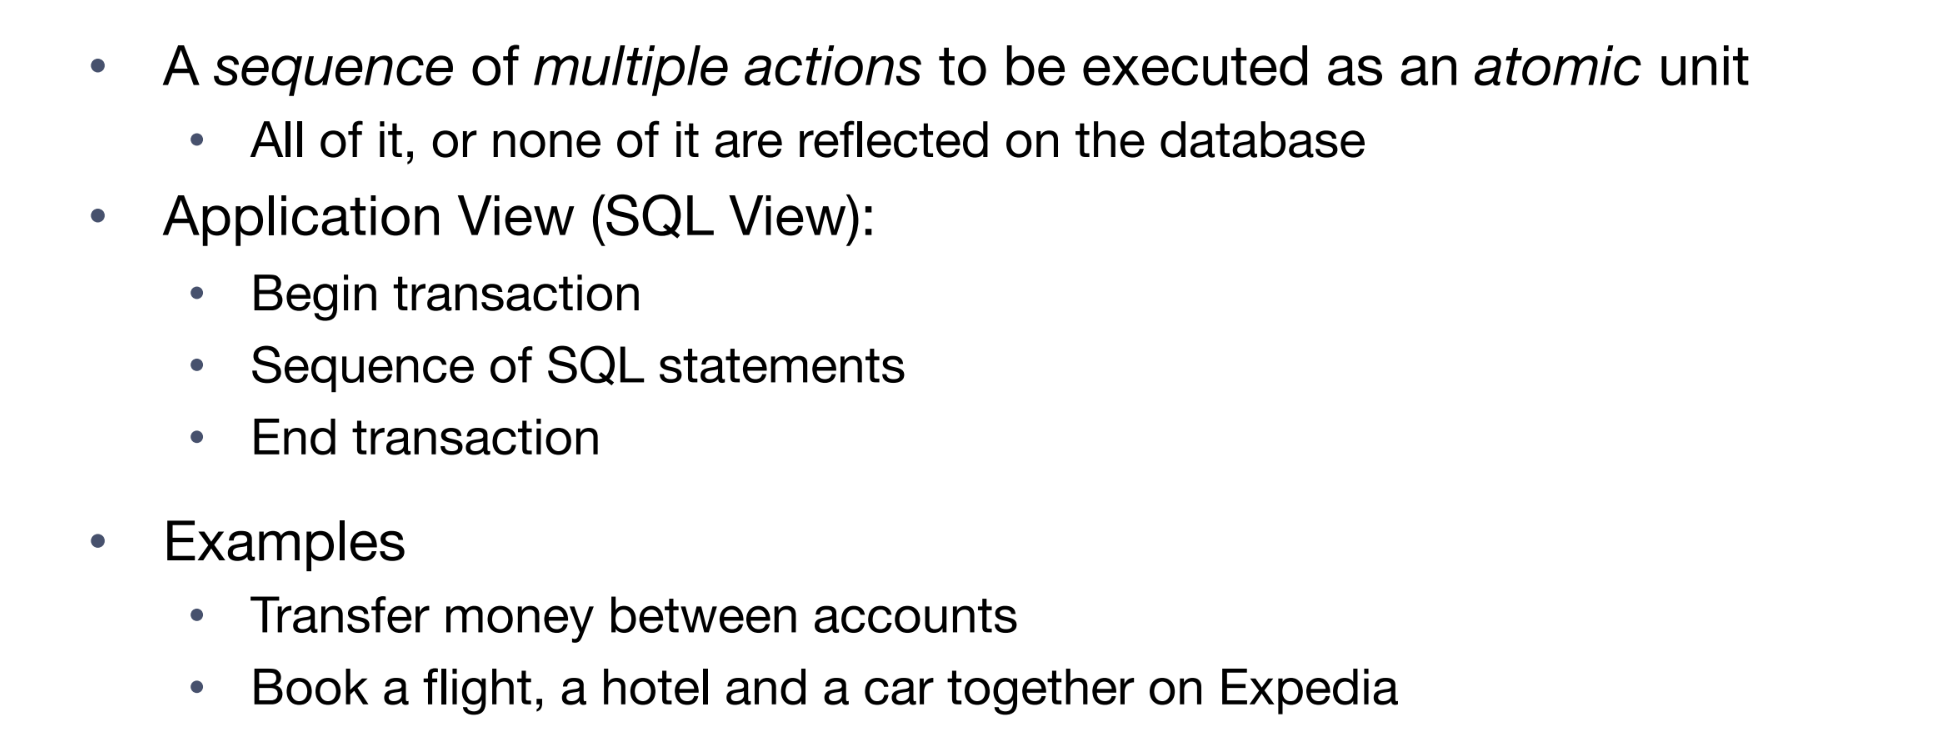 • A sequence of multiple actions to be executed as an atomic unit
• All of it, or none of it are reflected on the database
• Application View (SQL View):
• Begin transaction
• Sequence of SQL statements
• End transaction
• Examples
• Transfer money between accounts
• Book a flight, a hotel and a car together on Expedia